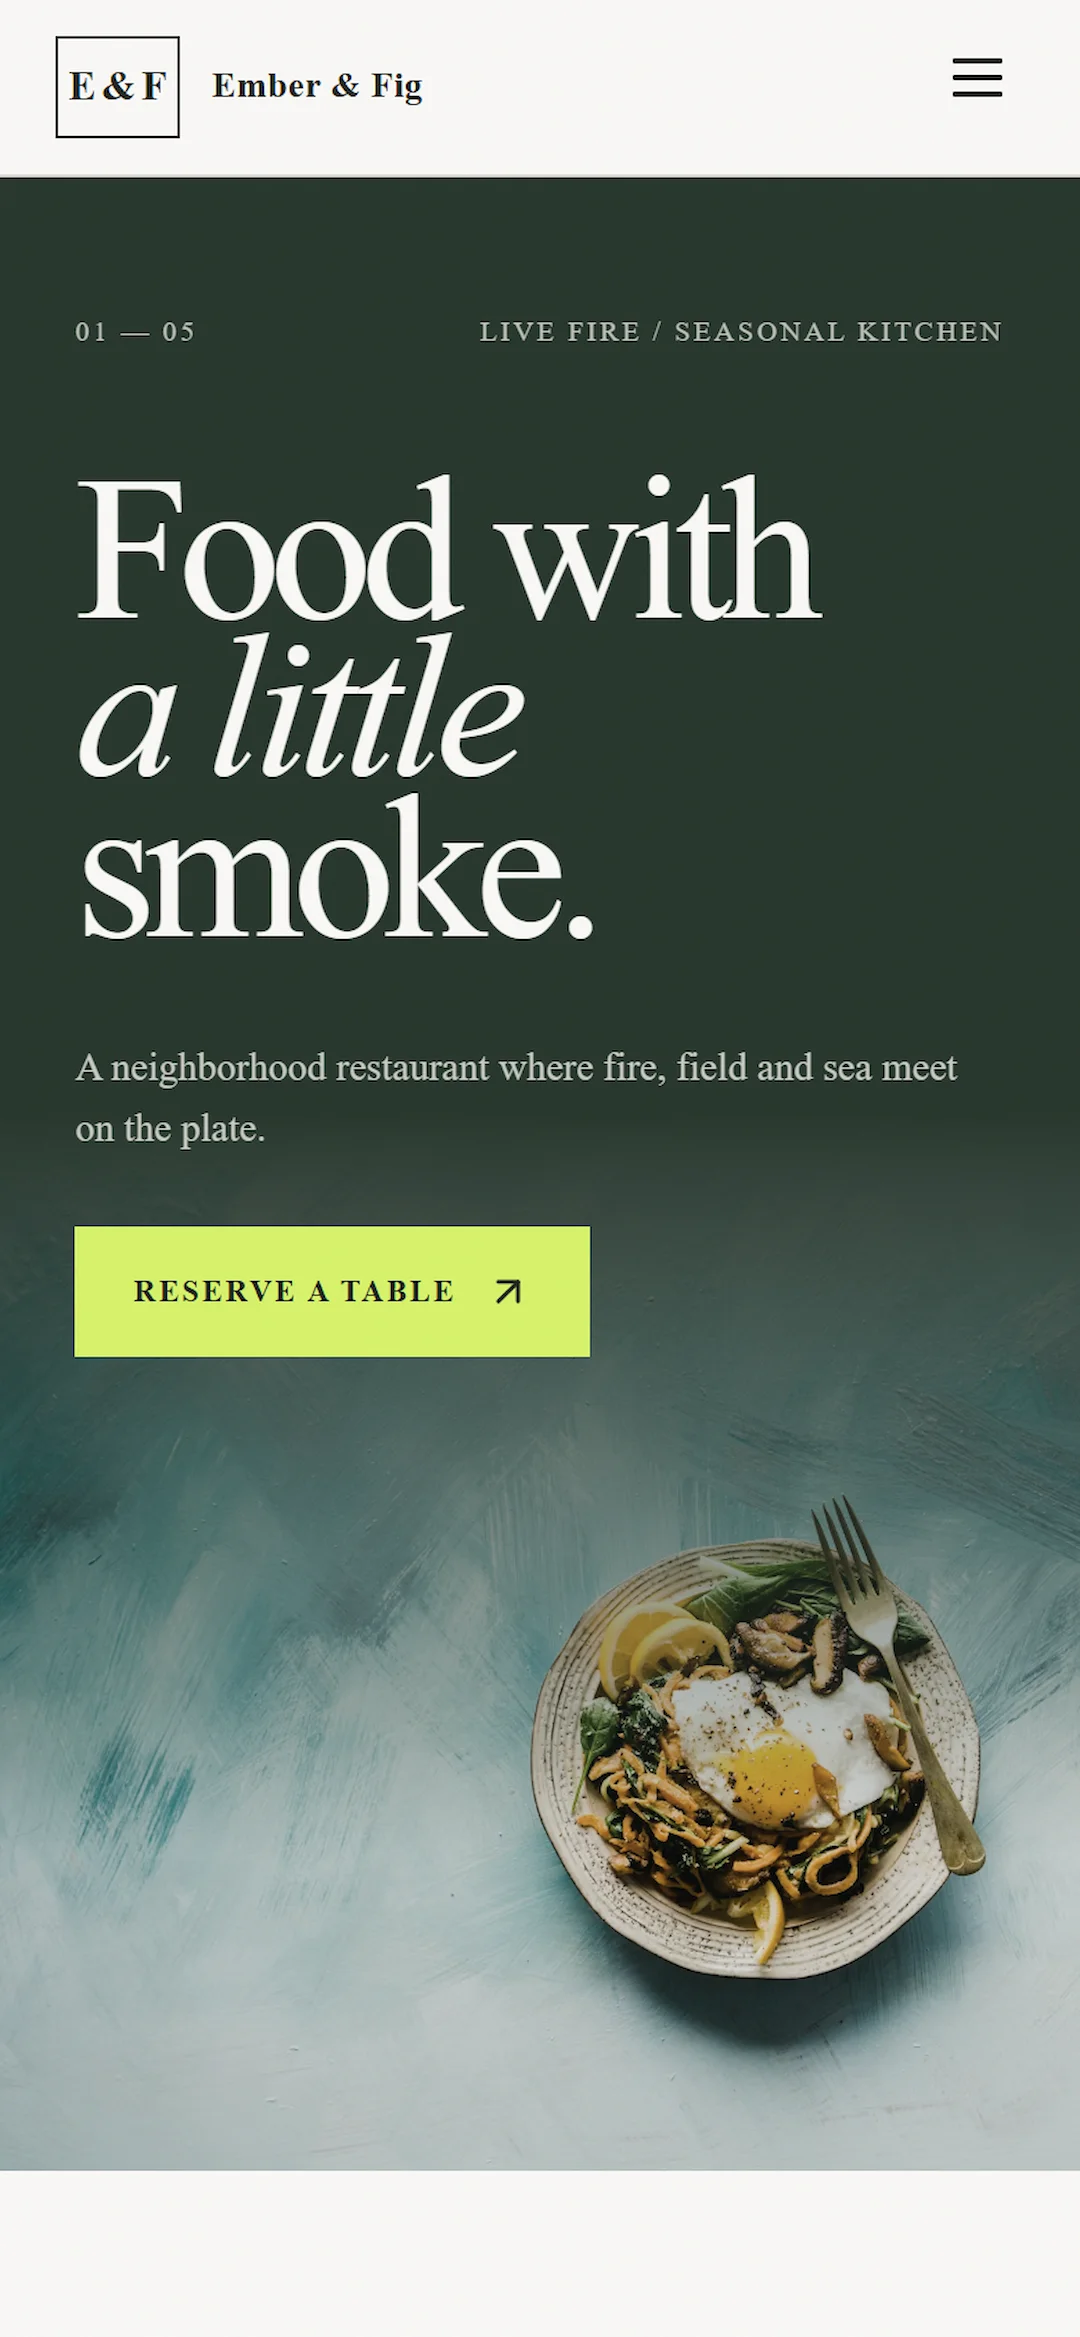 E&F
Ember & Fig
01 — 05
LIVE FIRE / SEASONAL KITCHEN
Food with
a little
smoke.
A neighborhood restaurant where fire, field and sea meet
on the plate.
RESERVE A TABLE